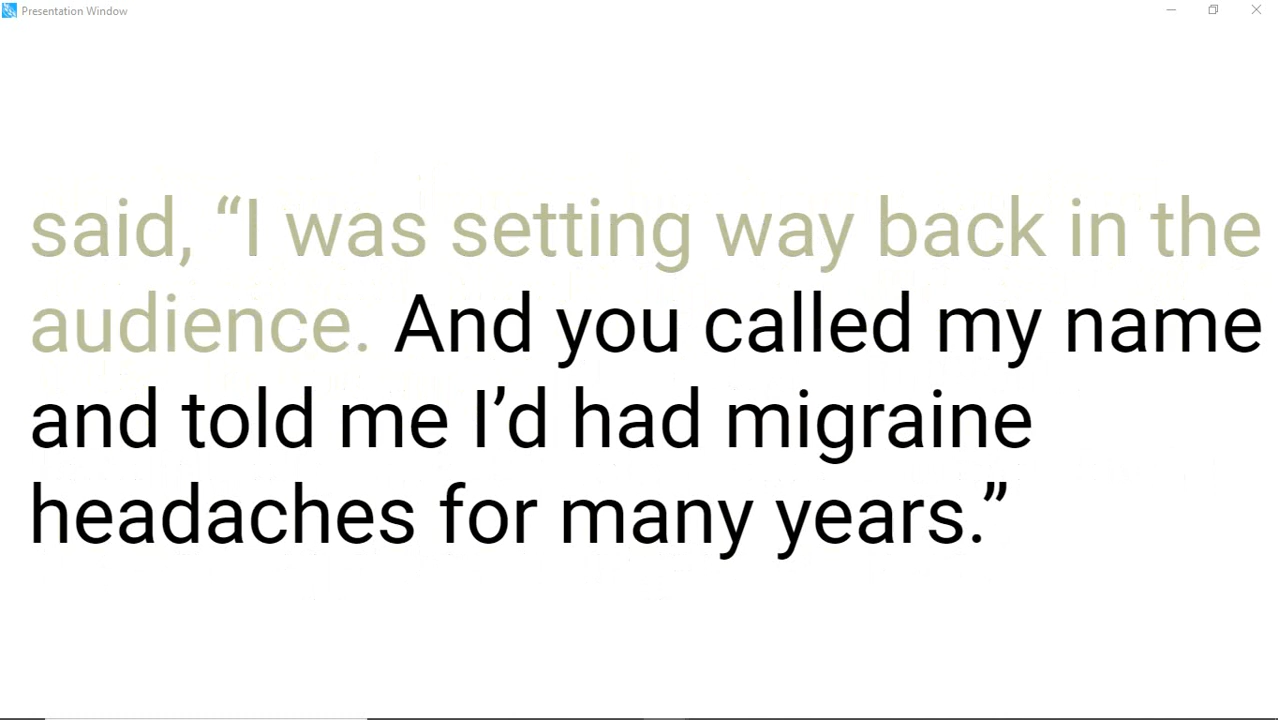 Presentation Window
said, “I was setting way back in the
audience. And you called my name
and told me I’d had migraine
headaches for many years.”